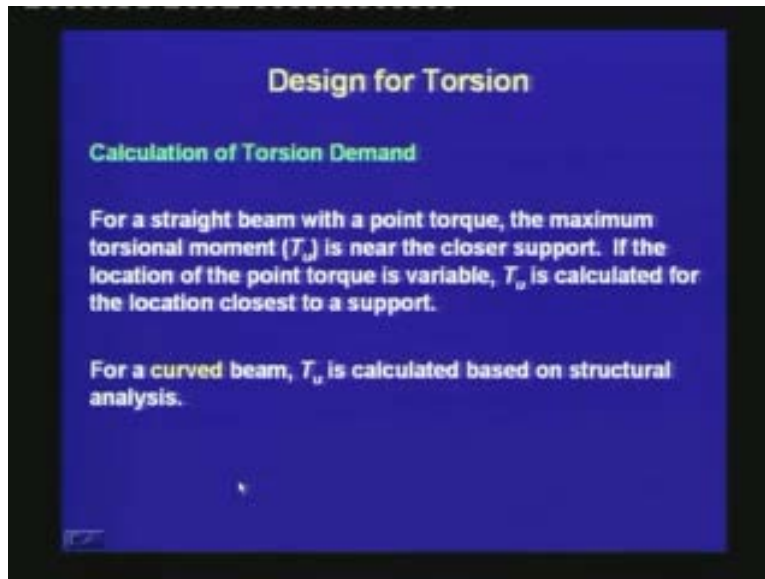 Design for Torsion
Calculation of Torsion Demand
For a straight beam with a point torque, the maximum
torsional moment (Tu) is near the closer support. If the
location of the point torque is variable, Tu is calculated for
the location closest to a support.
For a curved beam, Tu is calculated based on structural
analysis.